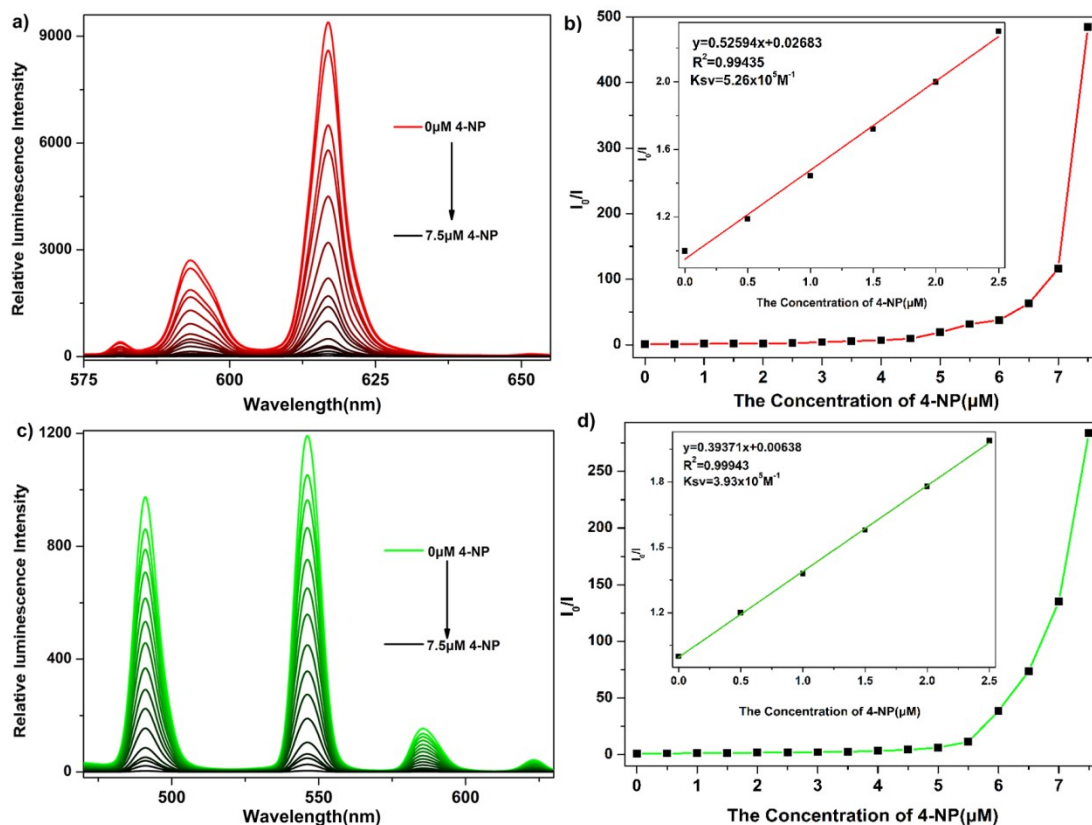 a)
Relative luminescence Intensity
9000
6000
3000
0
0μM 4-NP
7.5μM 4-NP
575 600 625 650
Wavelength(nm)
b)
I₀/I
500
400
300
200
100
0
y=0.52594x+0.02683
R²=0.99435
Ksv=5.26x10⁵M⁻¹
I₀/I
2.0
1.6
1.2
0.0 0.5 1.0 1.5 2.0 2.5
The Concentration of 4-NP(μM)
0 1 2 3 4 5 6 7
The Concentration of 4-NP(μM)
c)
Relative luminescence Intensity
1200
800
400
0
0μM 4-NP
7.5μM 4-NP
500 550 600
Wavelength(nm)
d)
I₀/I
250
200
150
100
50
0
y=0.39371x+0.00638
R²=0.99943
Ksv=3.93x10⁵M⁻¹
I₀/I
1.8
1.5
1.2
0.0 0.5 1.0 1.5 2.0 2.5
The Concentration of 4-NP(μM)
0 1 2 3 4 5 6 7
The Concentration of 4-NP(μM)